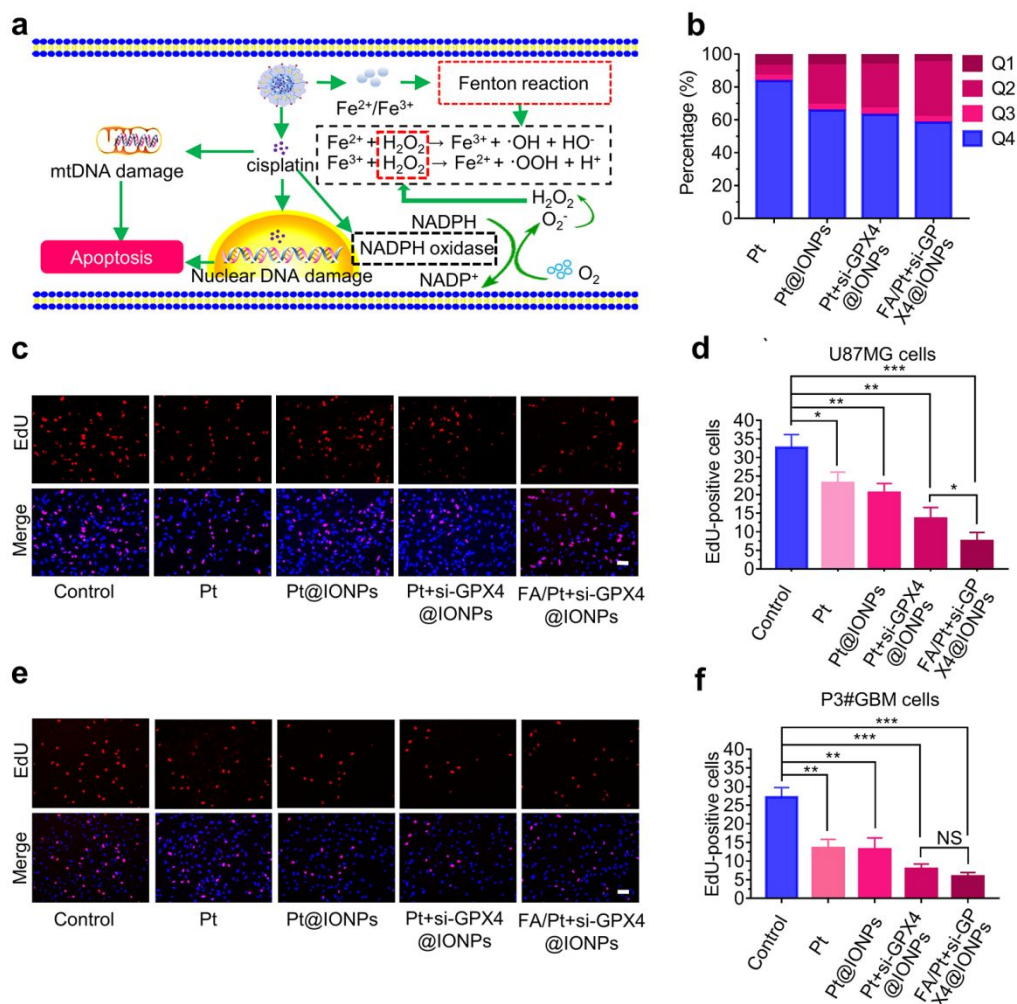 a
Fe2+/Fe3+
Fenton reaction
Fe2+ + H2O2 → Fe3+ + ·OH + HO-
Fe3+ + H2O2 → Fe2+ + ·OOH + H+
mtDNA damage
cisplatin
H2O2
O2-
NADPH
NADPH oxidase
NADP+
O2
Apoptosis
Nuclear DNA damage
b
Percentage (%)
100
80
60
40
20
0
Q1
Q2
Q3
Q4
Pt
Pt@IONPs
Pt+si-GPX4
@IONPs
FA/Pt+si-GP
X4@IONPs
c
EdU
Merge
Control
Pt
Pt@IONPs
Pt+si-GPX4
@IONPs
FA/Pt+si-GPX4
@IONPs
d
U87MG cells
***
**
**
*
*
EdU-positive cells
40
35
30
25
20
15
10
5
0
Control
Pt
Pt@IONPs
Pt+si-GPX4
@IONPs
FA/Pt+si-GP
X4@IONPs
e
EdU
Merge
Control
Pt
Pt@IONPs
Pt+si-GPX4
@IONPs
FA/Pt+si-GPX4
@IONPs
f
P3#GBM cells
***
***
**
**
NS
EdU-positive cells
40
35
30
25
20
15
10
5
0
Control
Pt
Pt@IONPs
Pt+si-GPX4
@IONPs
FA/Pt+si-GP
X4@IONPs